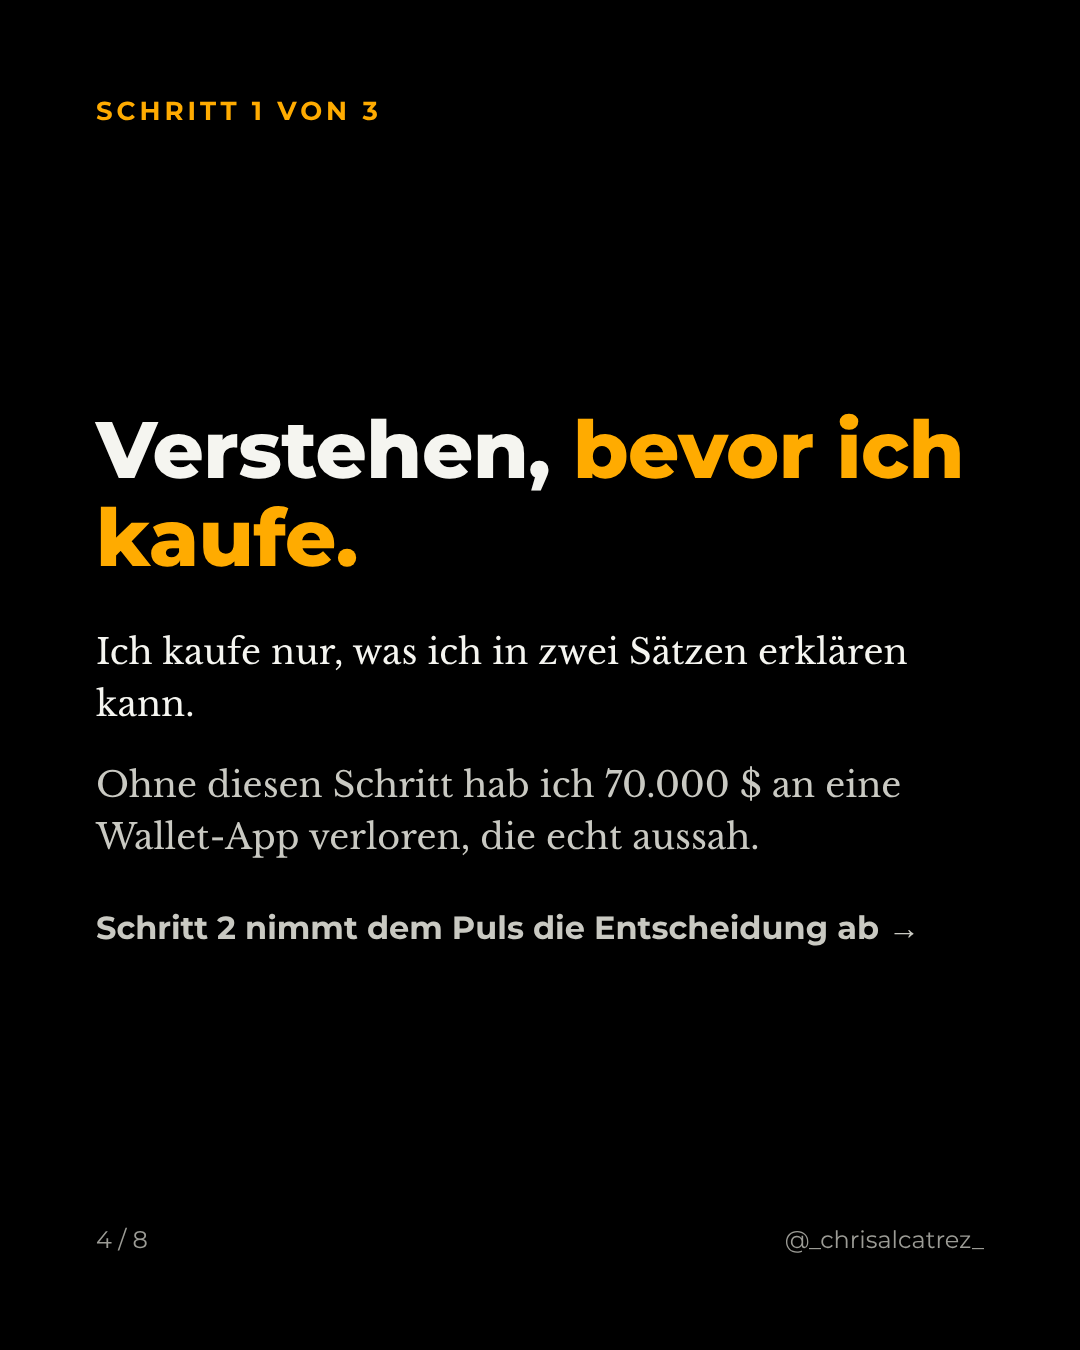 SCHRITT 1 VON 3
Verstehen, bevor ich
kaufe.
Ich kaufe nur, was ich in zwei Sätzen erklären
kann.
Ohne diesen Schritt hab ich 70.000 $ an eine
Wallet-App verloren, die echt aussah.
Schritt 2 nimmt dem Puls die Entscheidung ab →
4 / 8
@_chrisalcatrez_